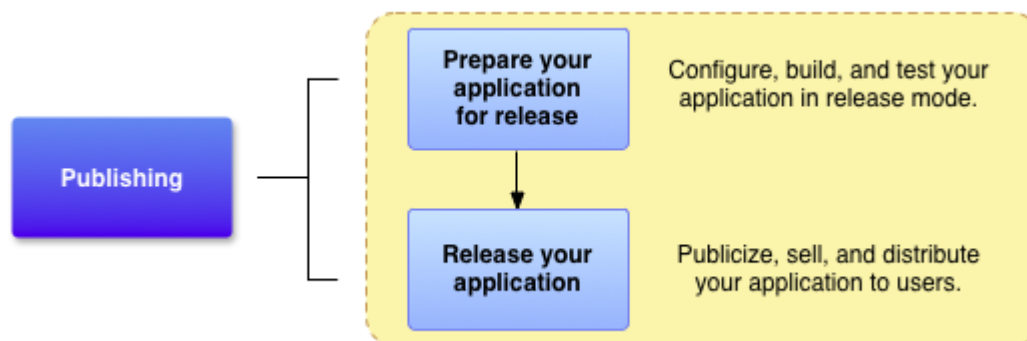 Publishing
Prepare your
application
for release
Configure, build, and test your
application in release mode.
Release your
application
Publicize, sell, and distribute
your application to users.